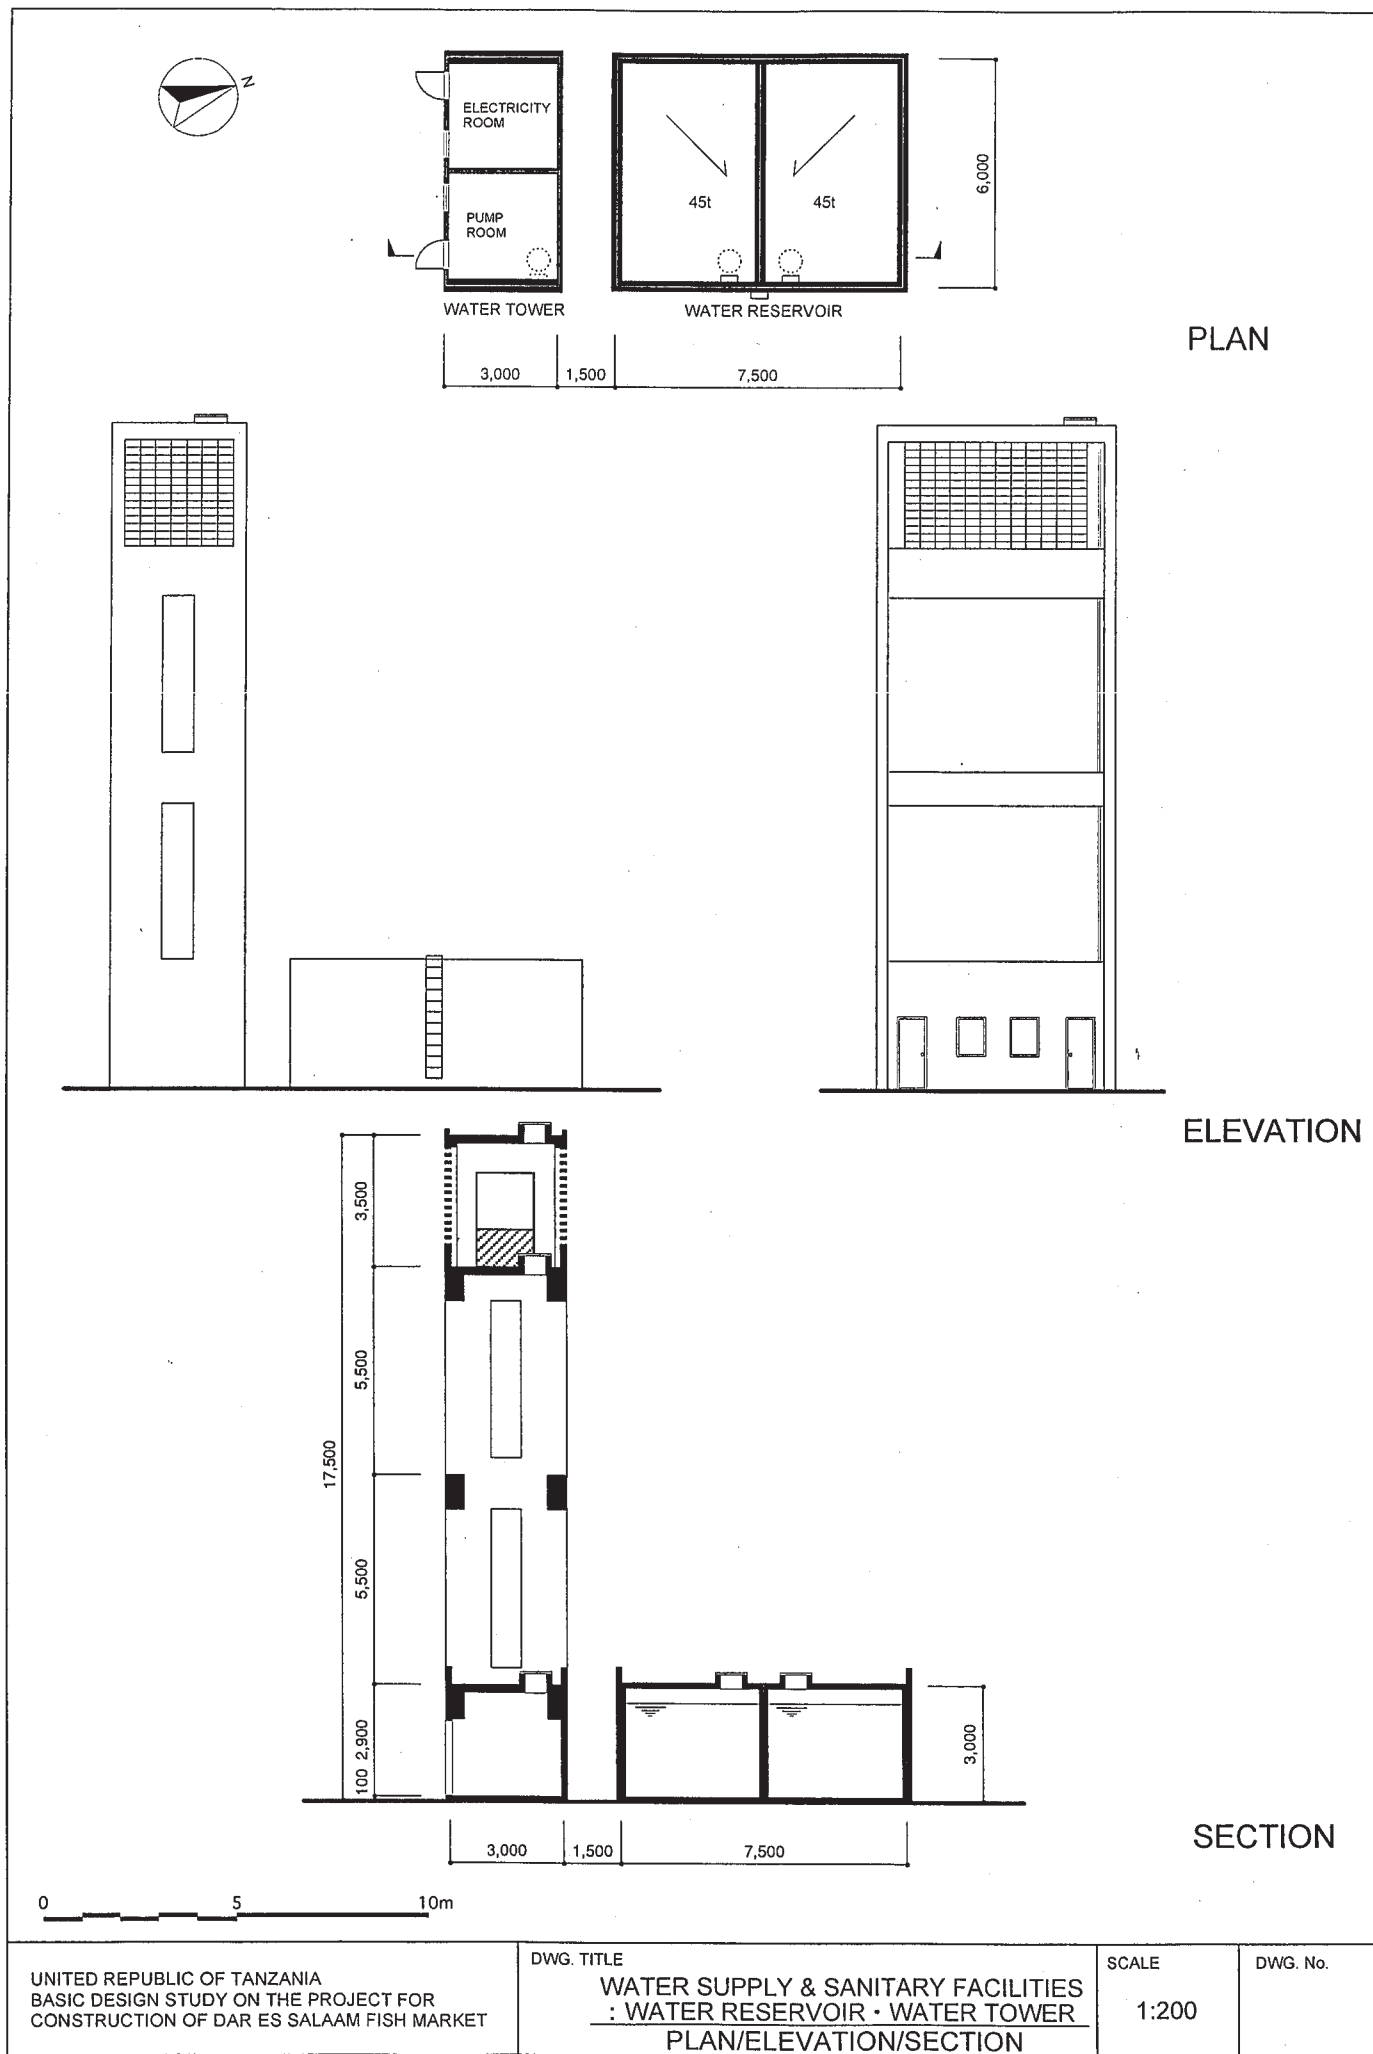 N
ELECTRICITY
ROOM
PUMP
ROOM
45t
45t
6,000
WATER TOWER
WATER RESERVOIR
PLAN
3,000
1,500
7,500
ELEVATION
3,500
5,500
17,500
5,500
2,900
100
3,000
SECTION
3,000
1,500
7,500
0
5
10m
UNITED REPUBLIC OF TANZANIA
BASIC DESIGN STUDY ON THE PROJECT FOR
CONSTRUCTION OF DAR ES SALAAM FISH MARKET
DWG. TITLE
WATER SUPPLY & SANITARY FACILITIES
: WATER RESERVOIR・WATER TOWER
PLAN/ELEVATION/SECTION
SCALE
1:200
DWG. No.